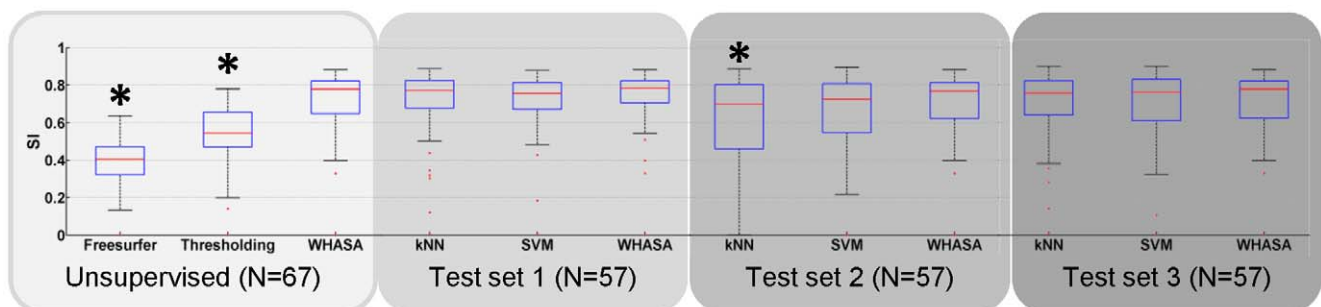 * * *
1
0.8
0.6
0.4
0.2
0
SI
Freesurfer Thresholding WHASA kNN SVM WHASA kNN SVM WHASA kNN SVM WHASA
Unsupervised (N=67) Test set 1 (N=57) Test set 2 (N=57) Test set 3 (N=57)